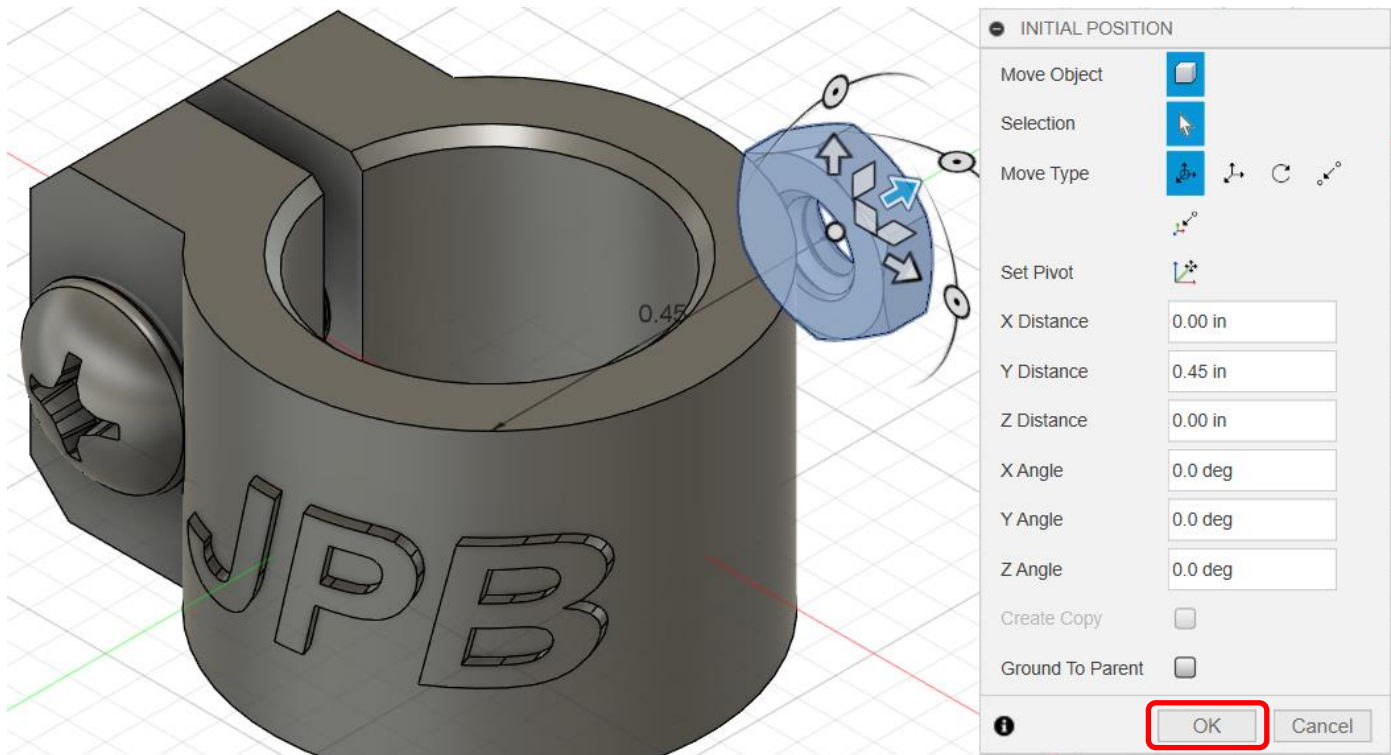 INITIAL POSITION
Move Object
Selection
Move Type
Set Pivot
X Distance 0.00 in
Y Distance 0.45 in
Z Distance 0.00 in
X Angle 0.0 deg
Y Angle 0.0 deg
Z Angle 0.0 deg
Create Copy
Ground To Parent
OK Cancel
0.45
JPB